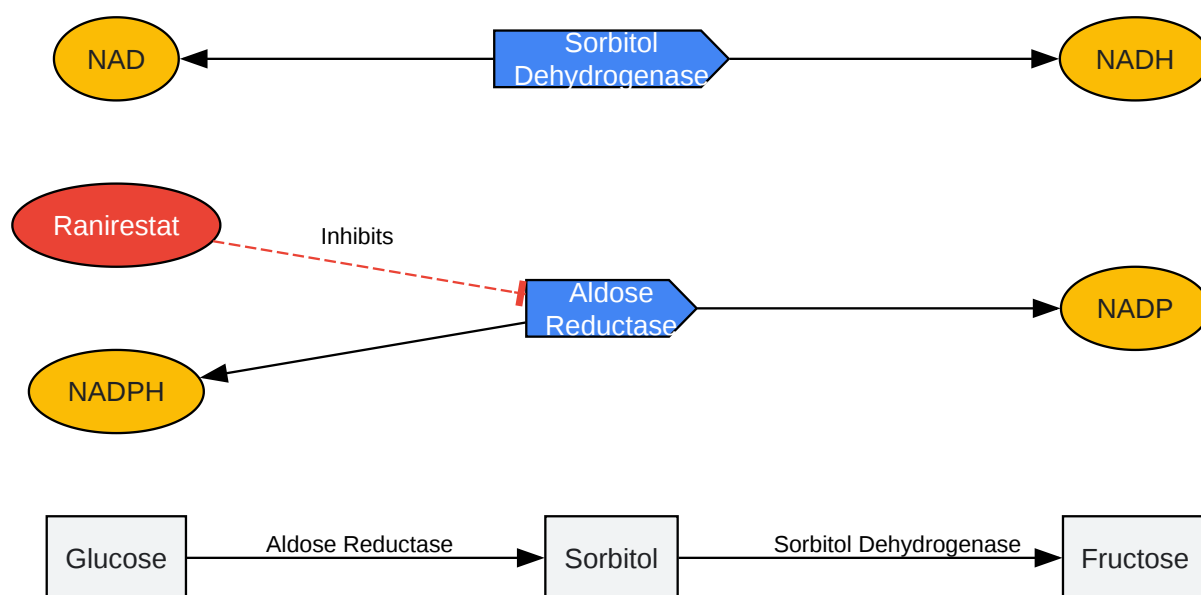 NAD
Sorbitol
Dehydrogenase
NADH
Ranirestat
Inhibits
Aldose
Reductase
NADP
NADPH
Glucose
Aldose Reductase
Sorbitol
Sorbitol Dehydrogenase
Fructose